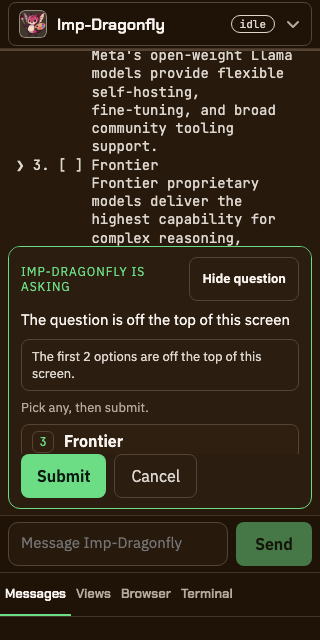 Imp-Dragonfly
idle
Meta's open-weight Llama
models provide flexible
self-hosting,
fine-tuning, and broad
community tooling
support.
❯ 3. [ ] Frontier
Frontier proprietary
models deliver the
highest capability for
complex reasoning,
IMP-DRAGONFLY IS
ASKING
Hide question
The question is off the top of this screen
The first 2 options are off the top of this
screen.
Pick any, then submit.
3 Frontier
Submit Cancel
Message Imp-Dragonfly
Send
Messages Views Browser Terminal